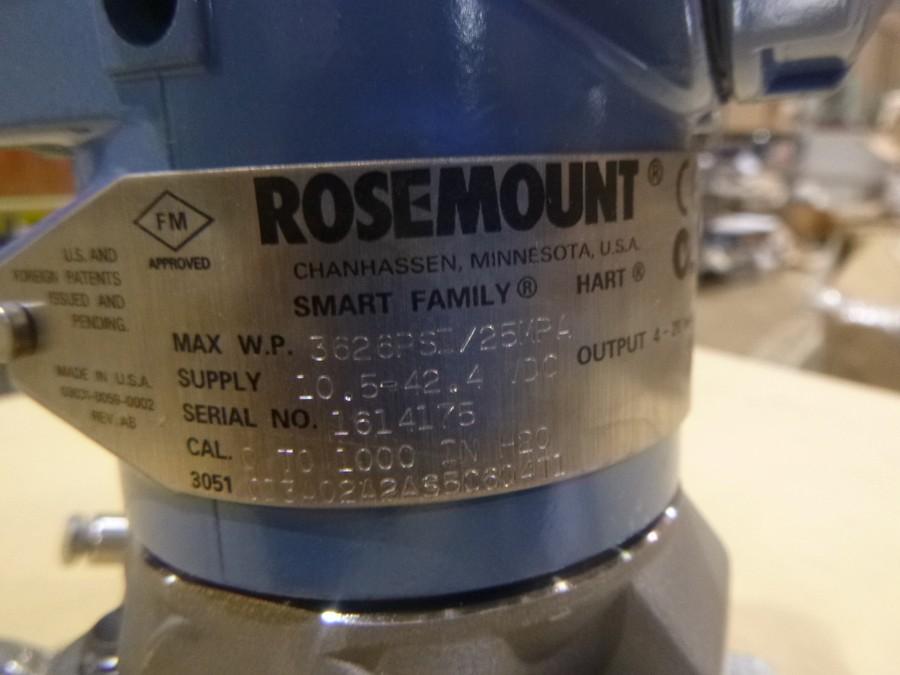 FM
APPROVED
ROSEMOUNT®
CHANHASSEN, MINNESOTA, U.S.A.
SMART FAMILY® HART®
U.S. AND
FOREIGN PATENTS
ISSUED AND
PENDING.
MAX W.P. 3626PSI/25MPA
SUPPLY 10.5-42.4 VDC
OUTPUT 4-20
SERIAL NO. 1614175
CAL. 0 TO 1000 IN H2O
3051
MADE IN U.S.A.
REV. AB